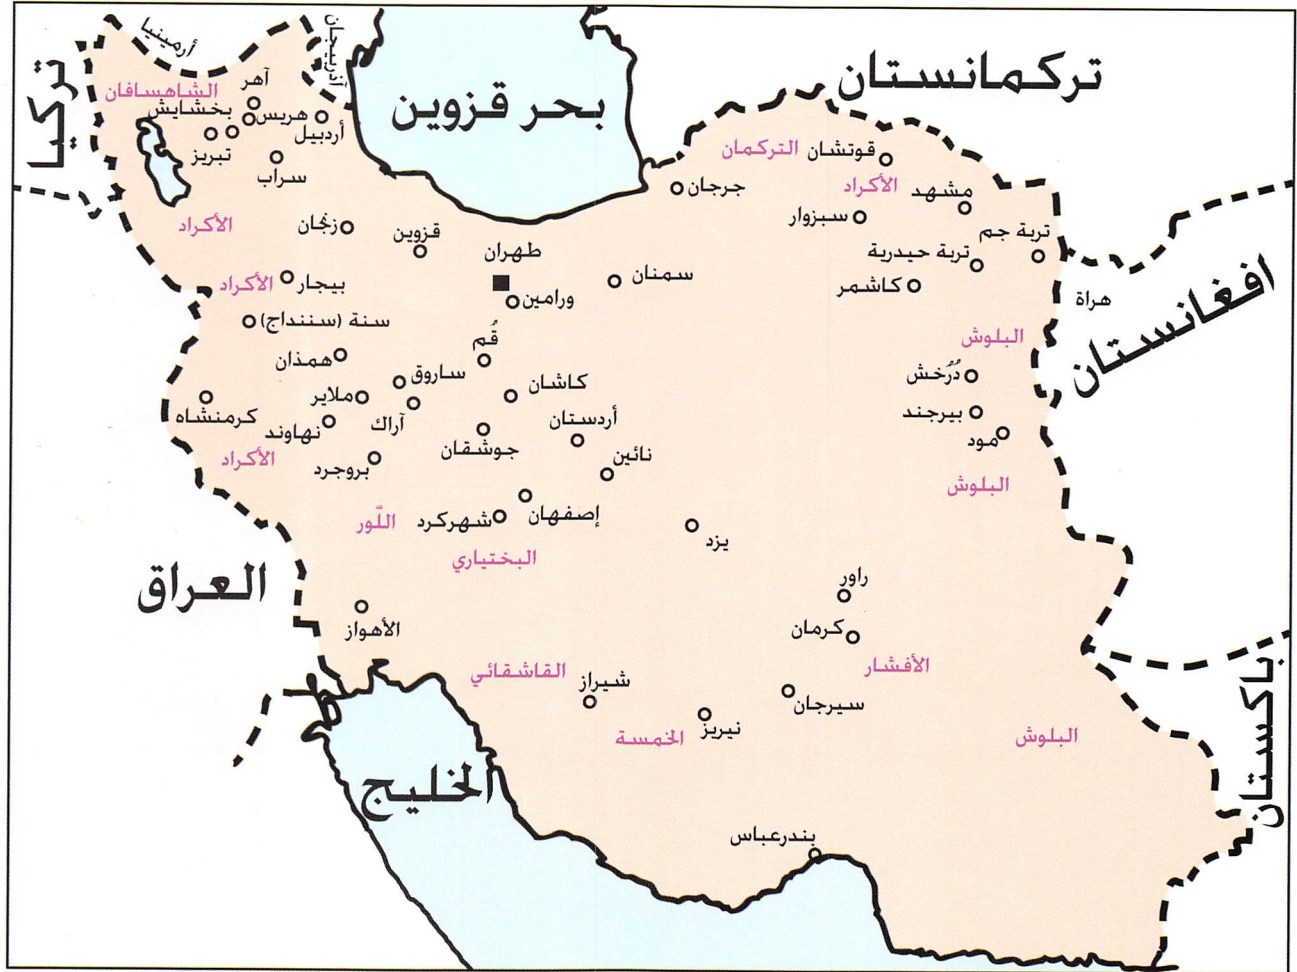 أرمينيا
أذربيجان
تركيا
بحر قزوين
تركمانستان
الشاهسافان
آهر
بخشايش
هريس
أردبيل
تبريز
سراب
التركمان
قوتشان
الأكراد
مشهد
جرجان
سبزوار
تربة جم
تربة حيدرية
كاشمر
هراة
افغانستان
الأكراد
زنجان
قزوين
طهران
سمنان
ورامين
الأكراد
بيجار
سنة (سننداج)
قُم
همذان
ساروق
كاشان
ملاير
آراك
كرمنشاه
نهاوند
جوشقان
أردستان
نائين
الأكراد
بروجرد
البلوش
دُرُخش
بيرجند
مود
البلوش
اللّور
شهركرد
إصفهان
يزد
البختياري
العراق
الأهواز
راور
كرمان
الأفشار
القاشقائي
شيراز
سيرجان
نيريز
الخمسة
البلوش
باكستان
الخليج
بندرعباس